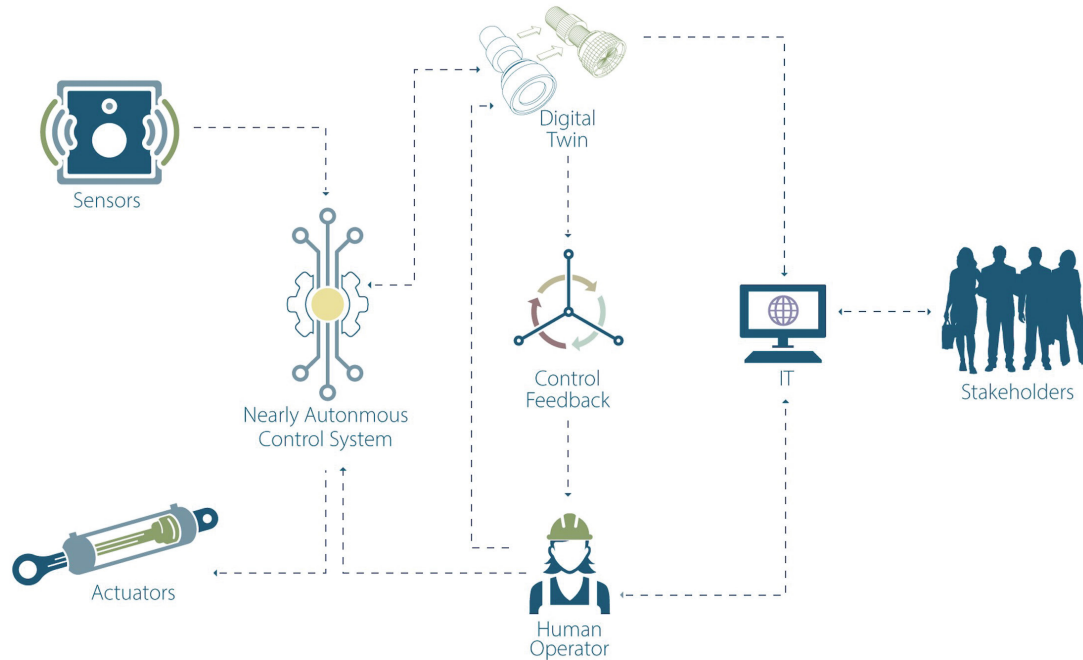 Digital
Twin
Sensors
Control
Feedback
IT
Stakeholders
Nearly Autonmous
Control System
Actuators
Human
Operator